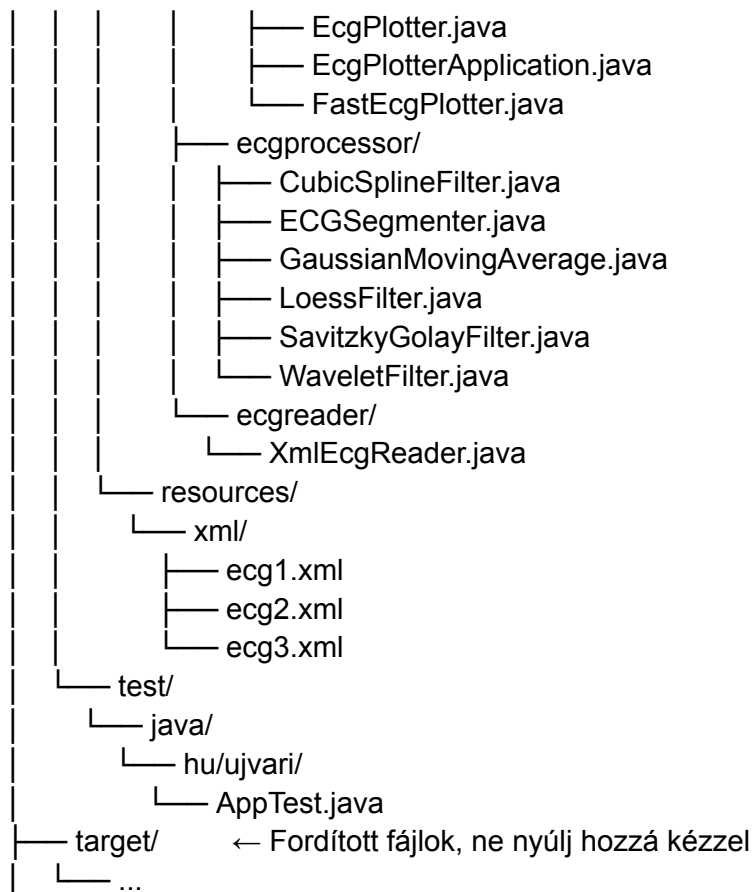 │ │ │ │ ├── EcgPlotter.java
│ │ │ │ ├── EcgPlotterApplication.java
│ │ │ │ └── FastEcgPlotter.java
│ │ │ ├── ecgprocessor/
│ │ │ │ ├── CubicSplineFilter.java
│ │ │ │ ├── ECGSegmenter.java
│ │ │ │ ├── GaussianMovingAverage.java
│ │ │ │ ├── LoessFilter.java
│ │ │ │ ├── SavitzkyGolayFilter.java
│ │ │ │ └── WaveletFilter.java
│ │ │ └── ecgreader/
│ │ │ └── XmlEcgReader.java
│ │ └── resources/
│ │ └── xml/
│ │ ├── ecg1.xml
│ │ ├── ecg2.xml
│ │ └── ecg3.xml
│ └── test/
│ └── java/
│ └── hu/ujvari/
│ └── AppTest.java
├── target/ ← Fordított fájlok, ne nyúlj hozzá kézzel
│ └── ...